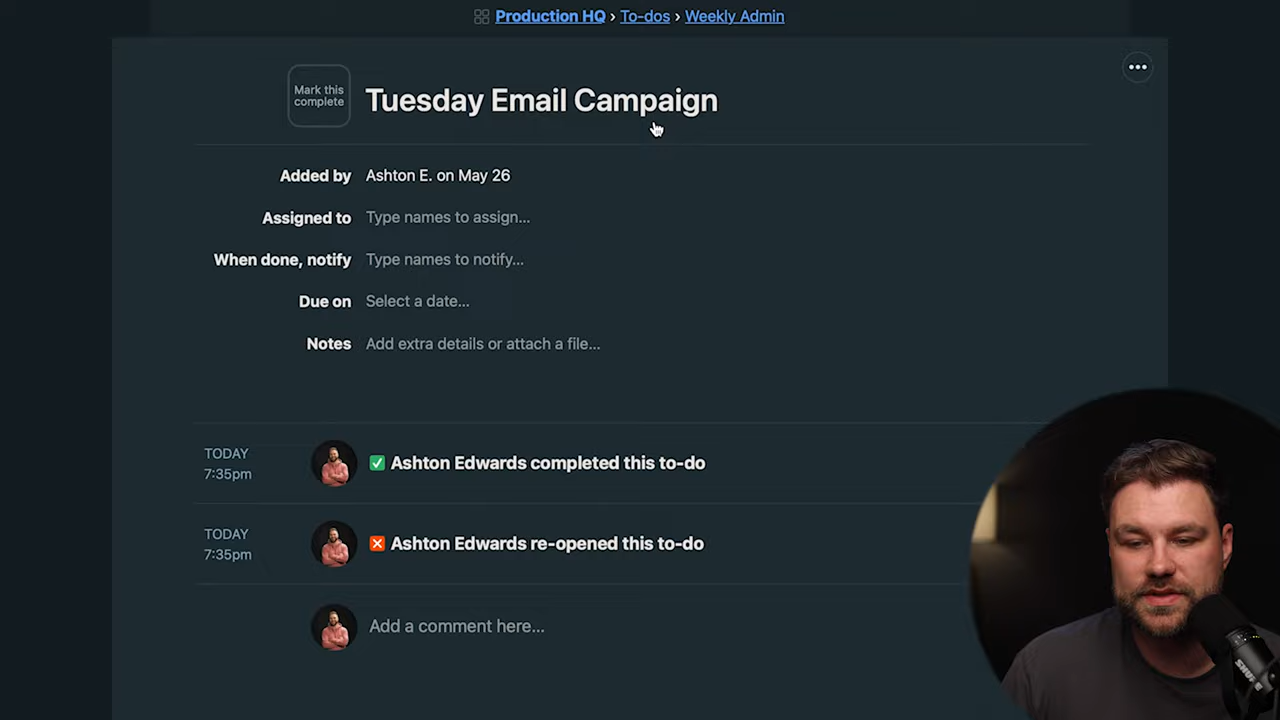 Production HQ › To-dos › Weekly Admin
Mark this
complete
Tuesday Email Campaign
Added by Ashton E. on May 26
Assigned to Type names to assign...
When done, notify Type names to notify...
Due on Select a date...
Notes Add extra details or attach a file...
TODAY
7:35pm
Ashton Edwards completed this to-do
TODAY
7:35pm
Ashton Edwards re-opened this to-do
Add a comment here...
SHURE